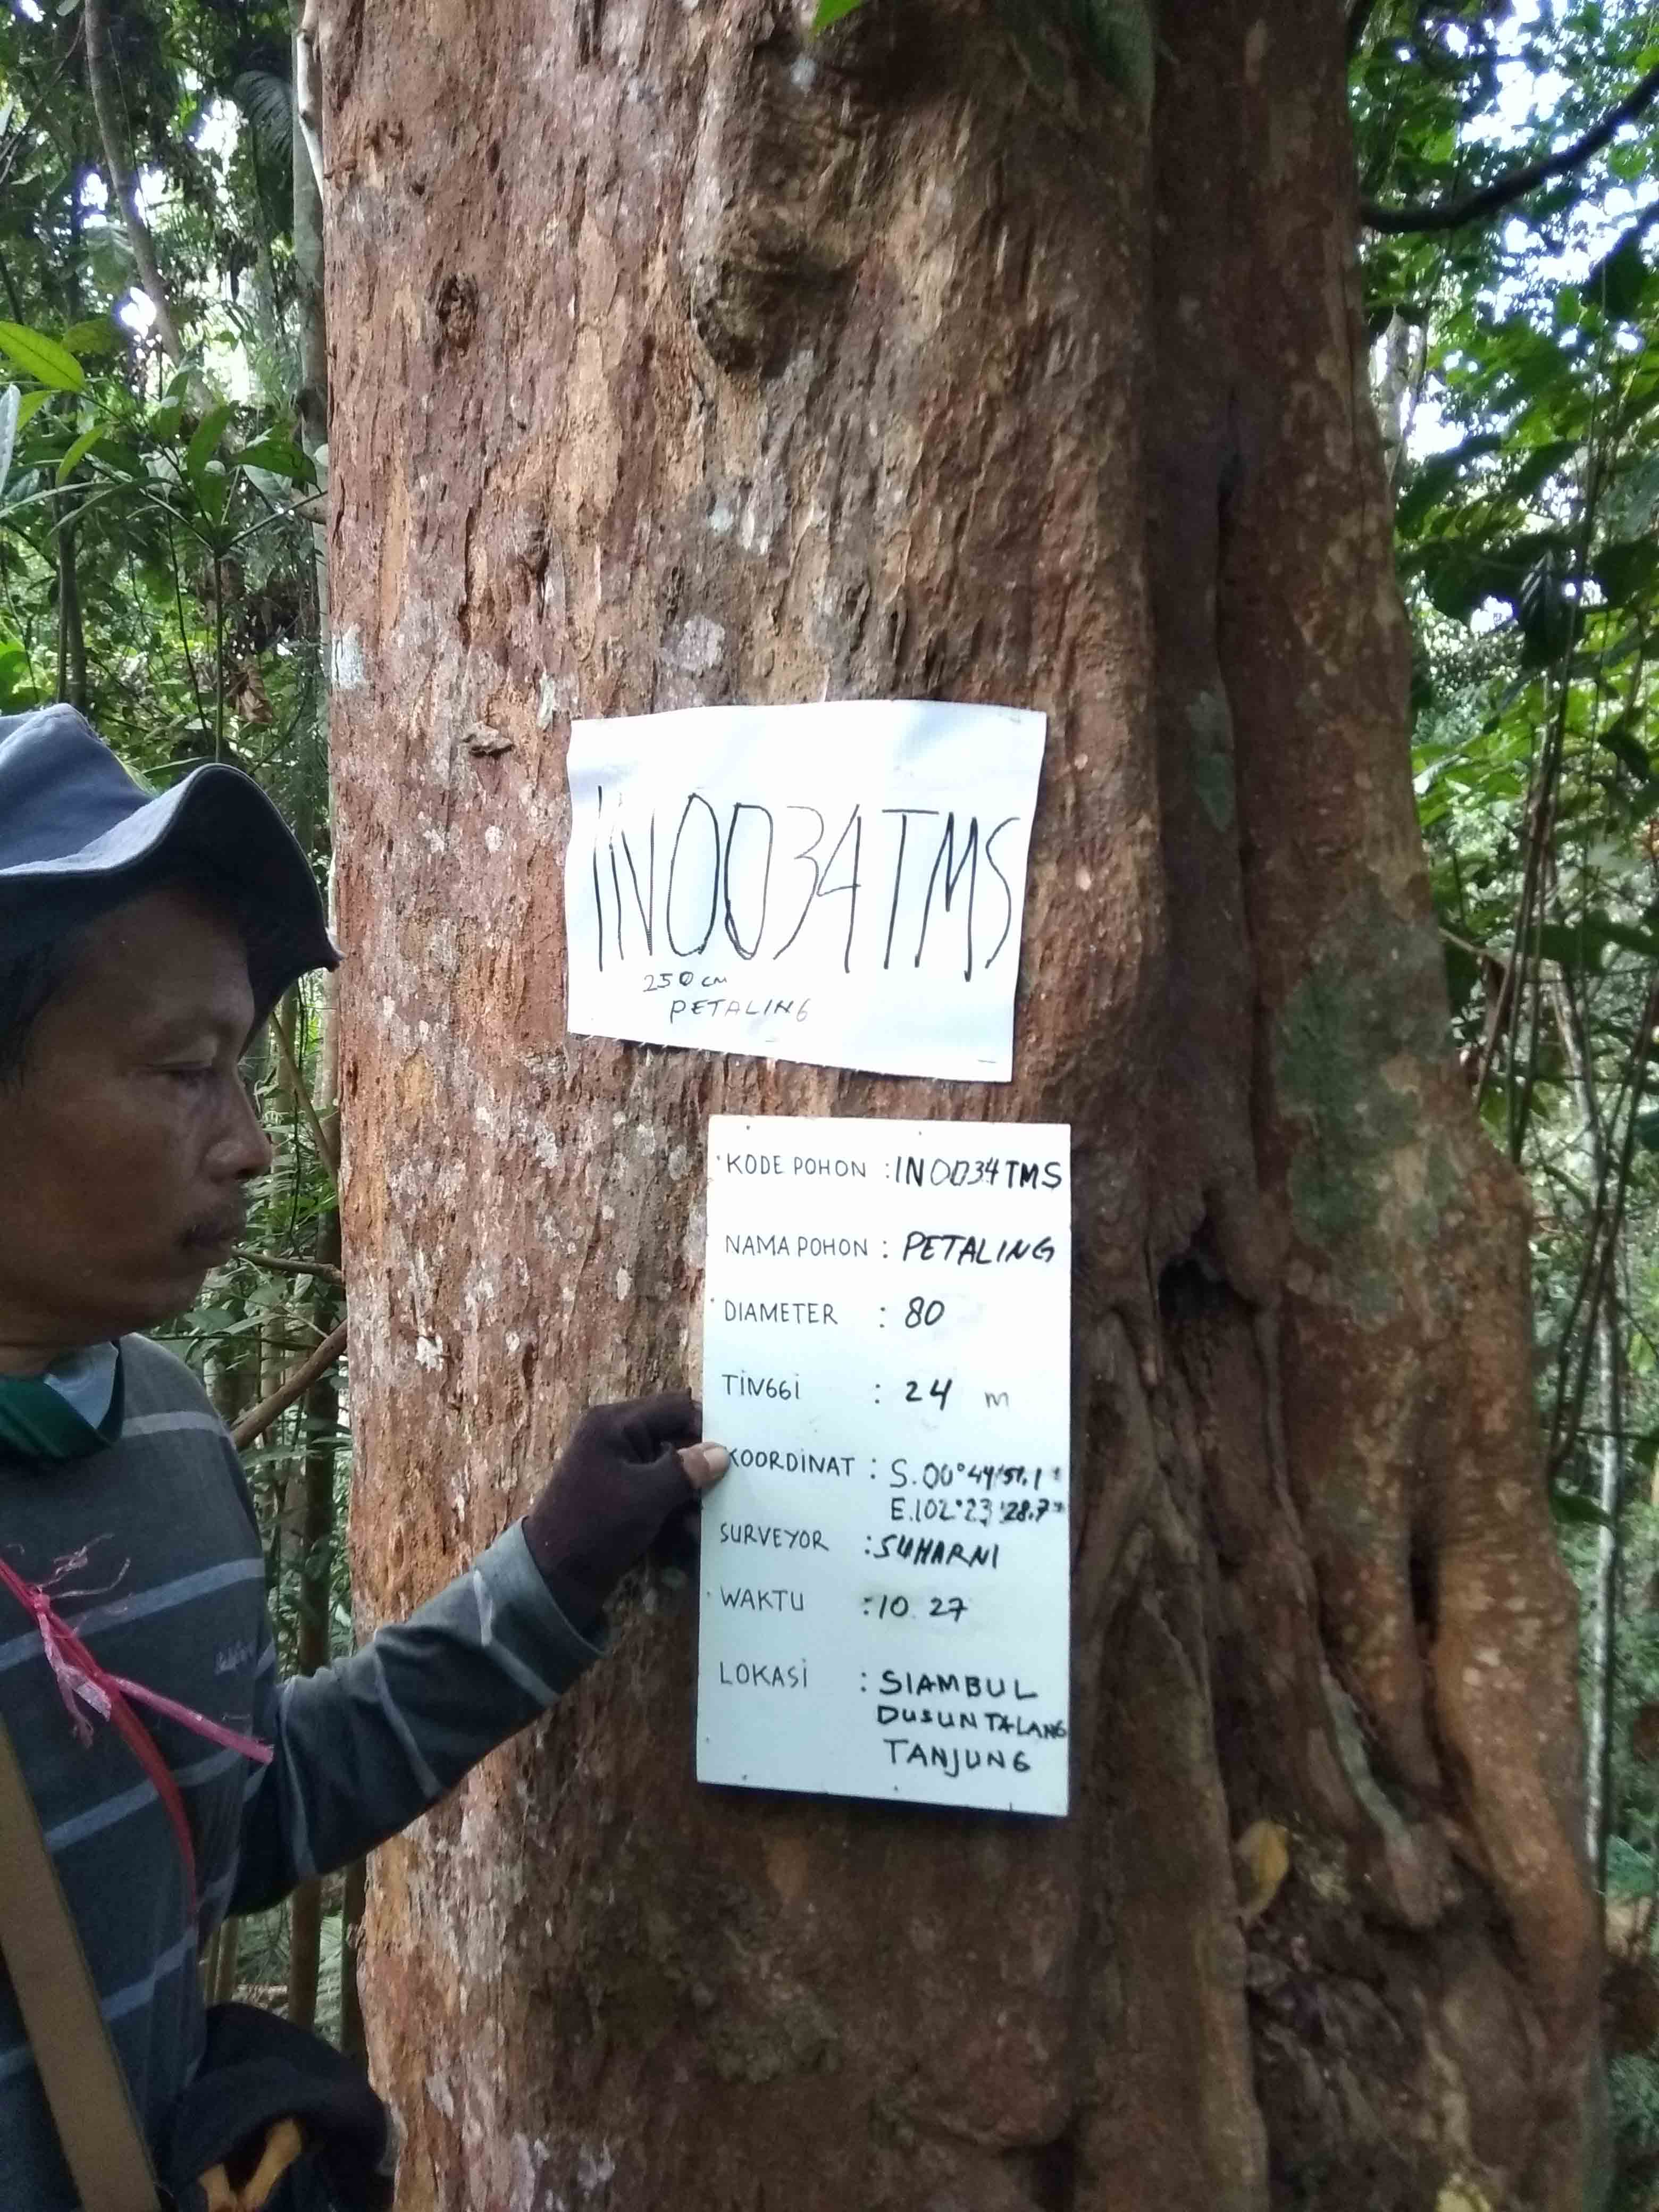 IN0034TMS
250 cm
PETALING
KODE POHON : IN0034TMS
NAMA POHON : PETALING
DIAMETER : 80
TINGGI : 24 m
KOORDINAT : S.00°44'51.1"
E.102°23'28.7"
SURVEYOR : SUHARNI
WAKTU : 10.27
LOKASI : SIAMBUL
DUSUN TALANG
TANJUNG